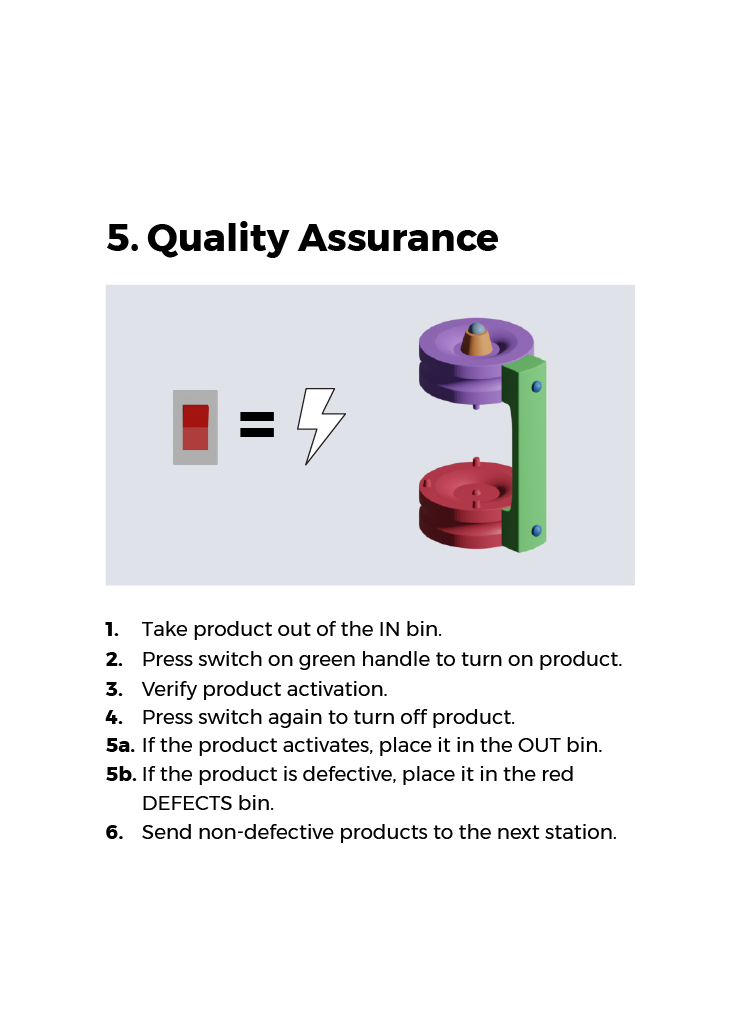 5. Quality Assurance
=
1. Take product out of the IN bin.
2. Press switch on green handle to turn on product.
3. Verify product activation.
4. Press switch again to turn off product.
5a. If the product activates, place it in the OUT bin.
5b. If the product is defective, place it in the red
DEFECTS bin.
6. Send non-defective products to the next station.